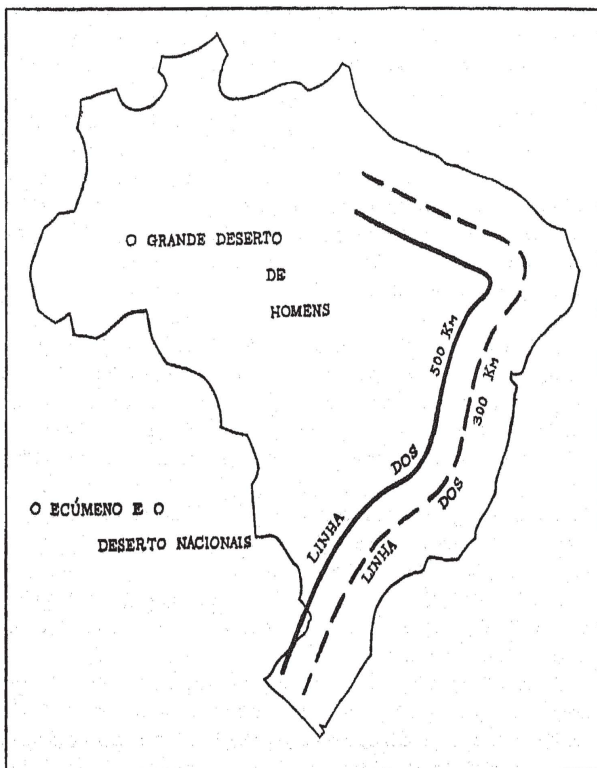 O GRANDE DESERTO
DE
HOMENS
500 Km
300 Km
LINHA DOS
LINHA DOS
O ECÚMENO E O
DESERTO NACIONAIS